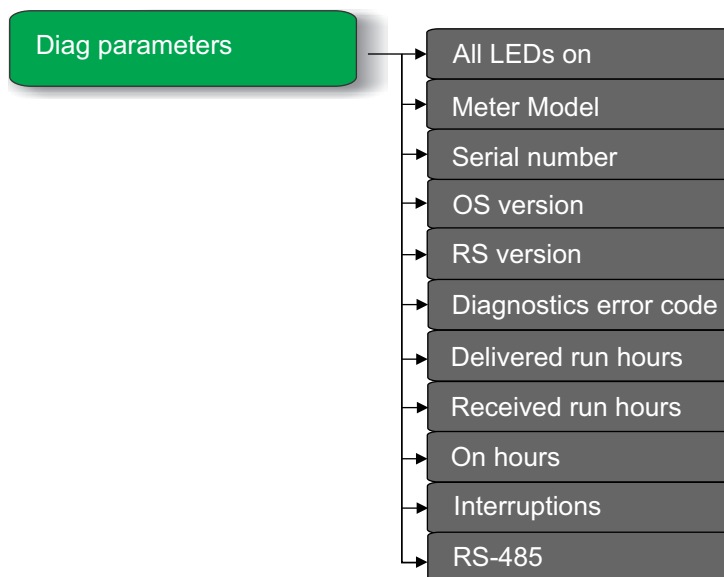 Diag parameters
All LEDs on
Meter Model
Serial number
OS version
RS version
Diagnostics error code
Delivered run hours
Received run hours
On hours
Interruptions
RS-485